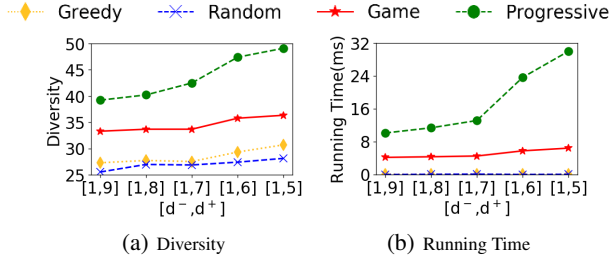 Greedy Random Game Progressive
50
45
40
35
30
25
Diversity
[1,9] [1,8] [1,7] [1,6] [1,5]
[d⁻,d⁺]
(a) Diversity
32
24
16
8
0
Running Time(ms)
[1,9] [1,8] [1,7] [1,6] [1,5]
[d⁻,d⁺]
(b) Running Time